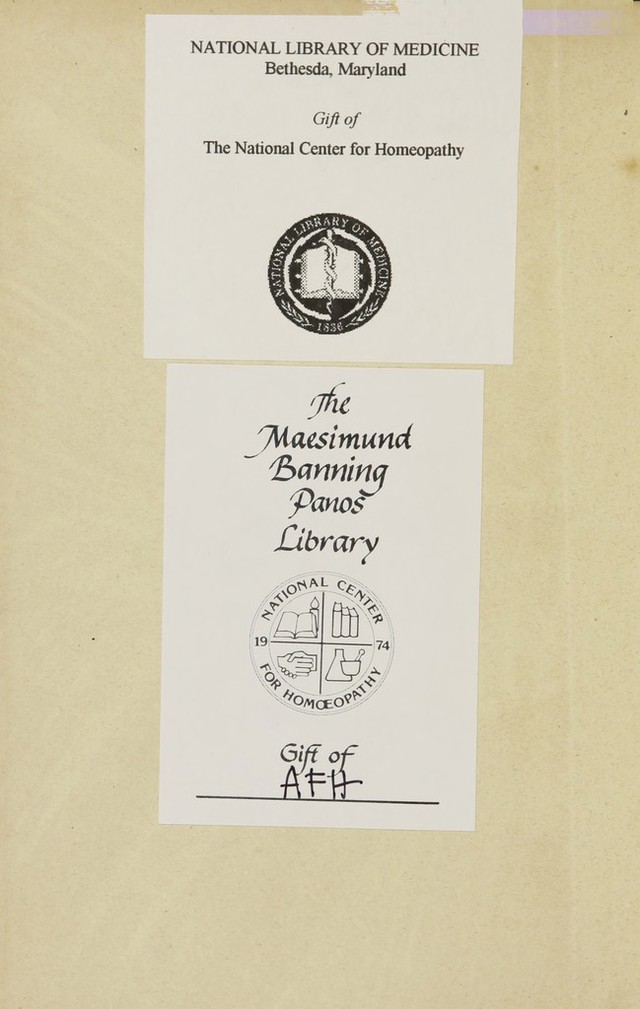 NATIONAL LIBRARY OF MEDICINE
Bethesda, Maryland
Gift of
The National Center for Homeopathy
NATIONAL LIBRARY OF MEDICINE
1836
The
Maesimund
Banning
Panos
Library
NATIONAL CENTER
19 74
FOR HOMŒOPATHY
Gift of
AFH